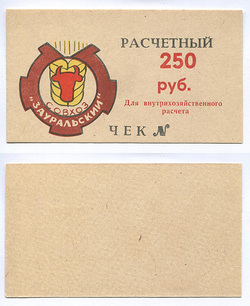 РАСЧЕТНЫЙ
250
руб.
Для внутрихозяйственного
расчета
ЧЕК №
СОВХОЗ
"ЗАУРАЛЬСКИЙ"